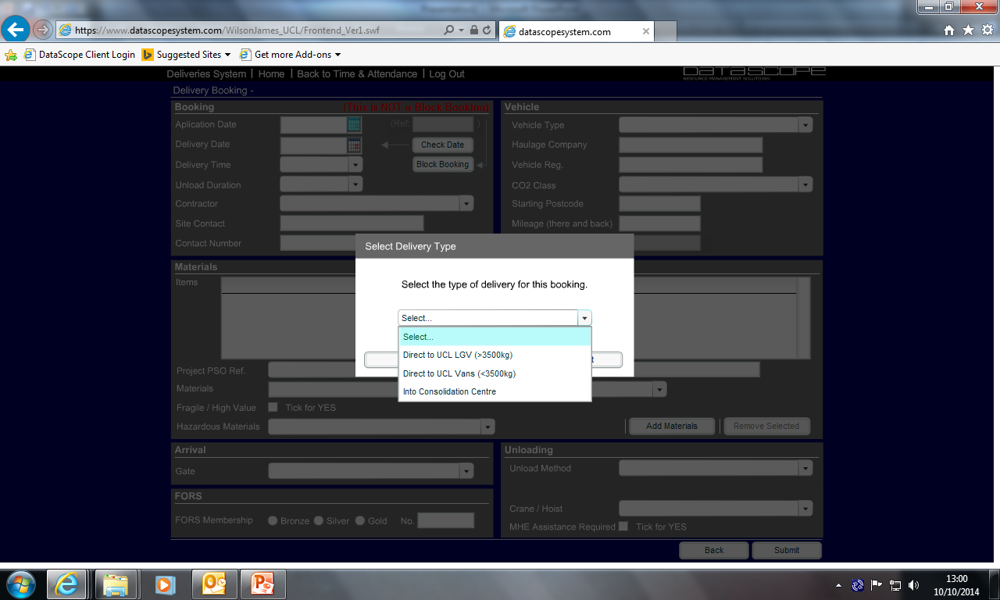 https://www.datascopesystem.com/WilsonJames_UCL/Frontend_Ver1.swf
datascopesystem.com
DataScope Client Login Suggested Sites Get more Add-ons
Deliveries System | Home | Back to Time & Attendance | Log Out
DATASCOPE
RESOURCE MANAGEMENT SOLUTIONS
Delivery Booking -
Booking (This is NOT a Block Booking)
Aplication Date (Ref: )
Delivery Date Check Date
Delivery Time Block Booking
Unload Duration
Contractor
Site Contact
Contact Number
Vehicle
Vehicle Type
Haulage Company
Vehicle Reg.
CO2 Class
Starting Postcode
Mileage (there and back)
Select Delivery Type
Select the type of delivery for this booking.
Select...
Select...
Direct to UCL LGV (>3500kg)
Direct to UCL Vans (<3500kg)
Into Consolidation Centre
Materials
Items
Project PSO Ref.
Materials
Fragile / High Value Tick for YES
Hazardous Materials Add Materials Remove Selected
Arrival
Gate
FORS
FORS Membership Bronze Silver Gold No.
Unloading
Unload Method
Crane / Hoist
MHE Assistance Required Tick for YES
Back Submit
13:00
10/10/2014